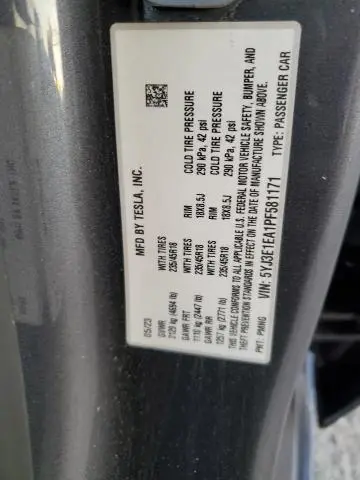 MFD BY TESLA, INC.
05/23
GVWR
2129 kg (4694 lb)
GAWR FRT WITH TIRES RIM COLD TIRE PRESSURE
1110 kg (2447 lb) 235/45R18 18X8.5J 290 kPa, 42 psi
GAWR RR WITH TIRES RIM COLD TIRE PRESSURE
1257 kg (2771 lb) 235/45R18 18X8.5J 290 kPa, 42 psi
THIS VEHICLE CONFORMS TO ALL APPLICABLE U.S. FEDERAL MOTOR VEHICLE SAFETY, BUMPER, AND
THEFT PREVENTION STANDARDS IN EFFECT ON THE DATE OF MANUFACTURE SHOWN ABOVE.
VIN: 5YJ3E1EA1PF581171 TYPE: PASSENGER CAR
PNT: PMNG